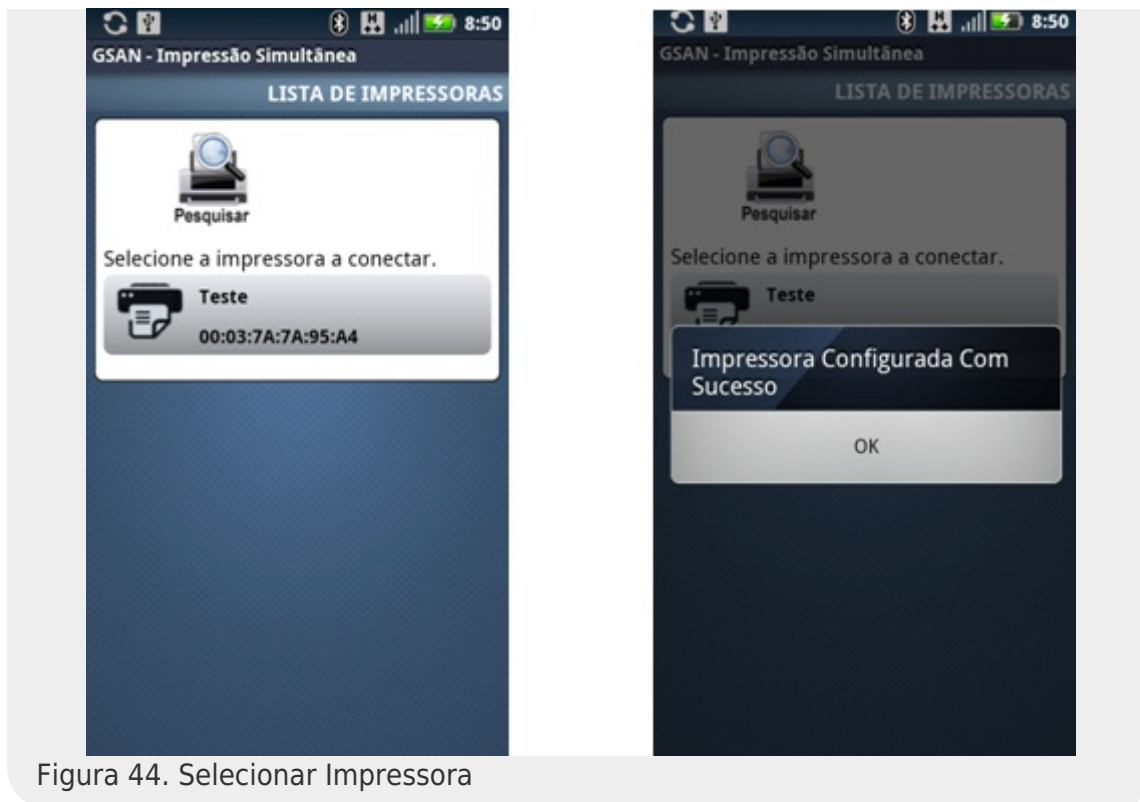 8:50
GSAN - Impressão Simultânea
LISTA DE IMPRESSORAS
Pesquisar
Selecione a impressora a conectar.
Teste
00:03:7A:7A:95:A4
8:50
GSAN - Impressão Simultânea
LISTA DE IMPRESSORAS
Pesquisar
Selecione a impressora a conectar.
Teste
Impressora Configurada Com
Sucesso
OK
Figura 44. Selecionar Impressora